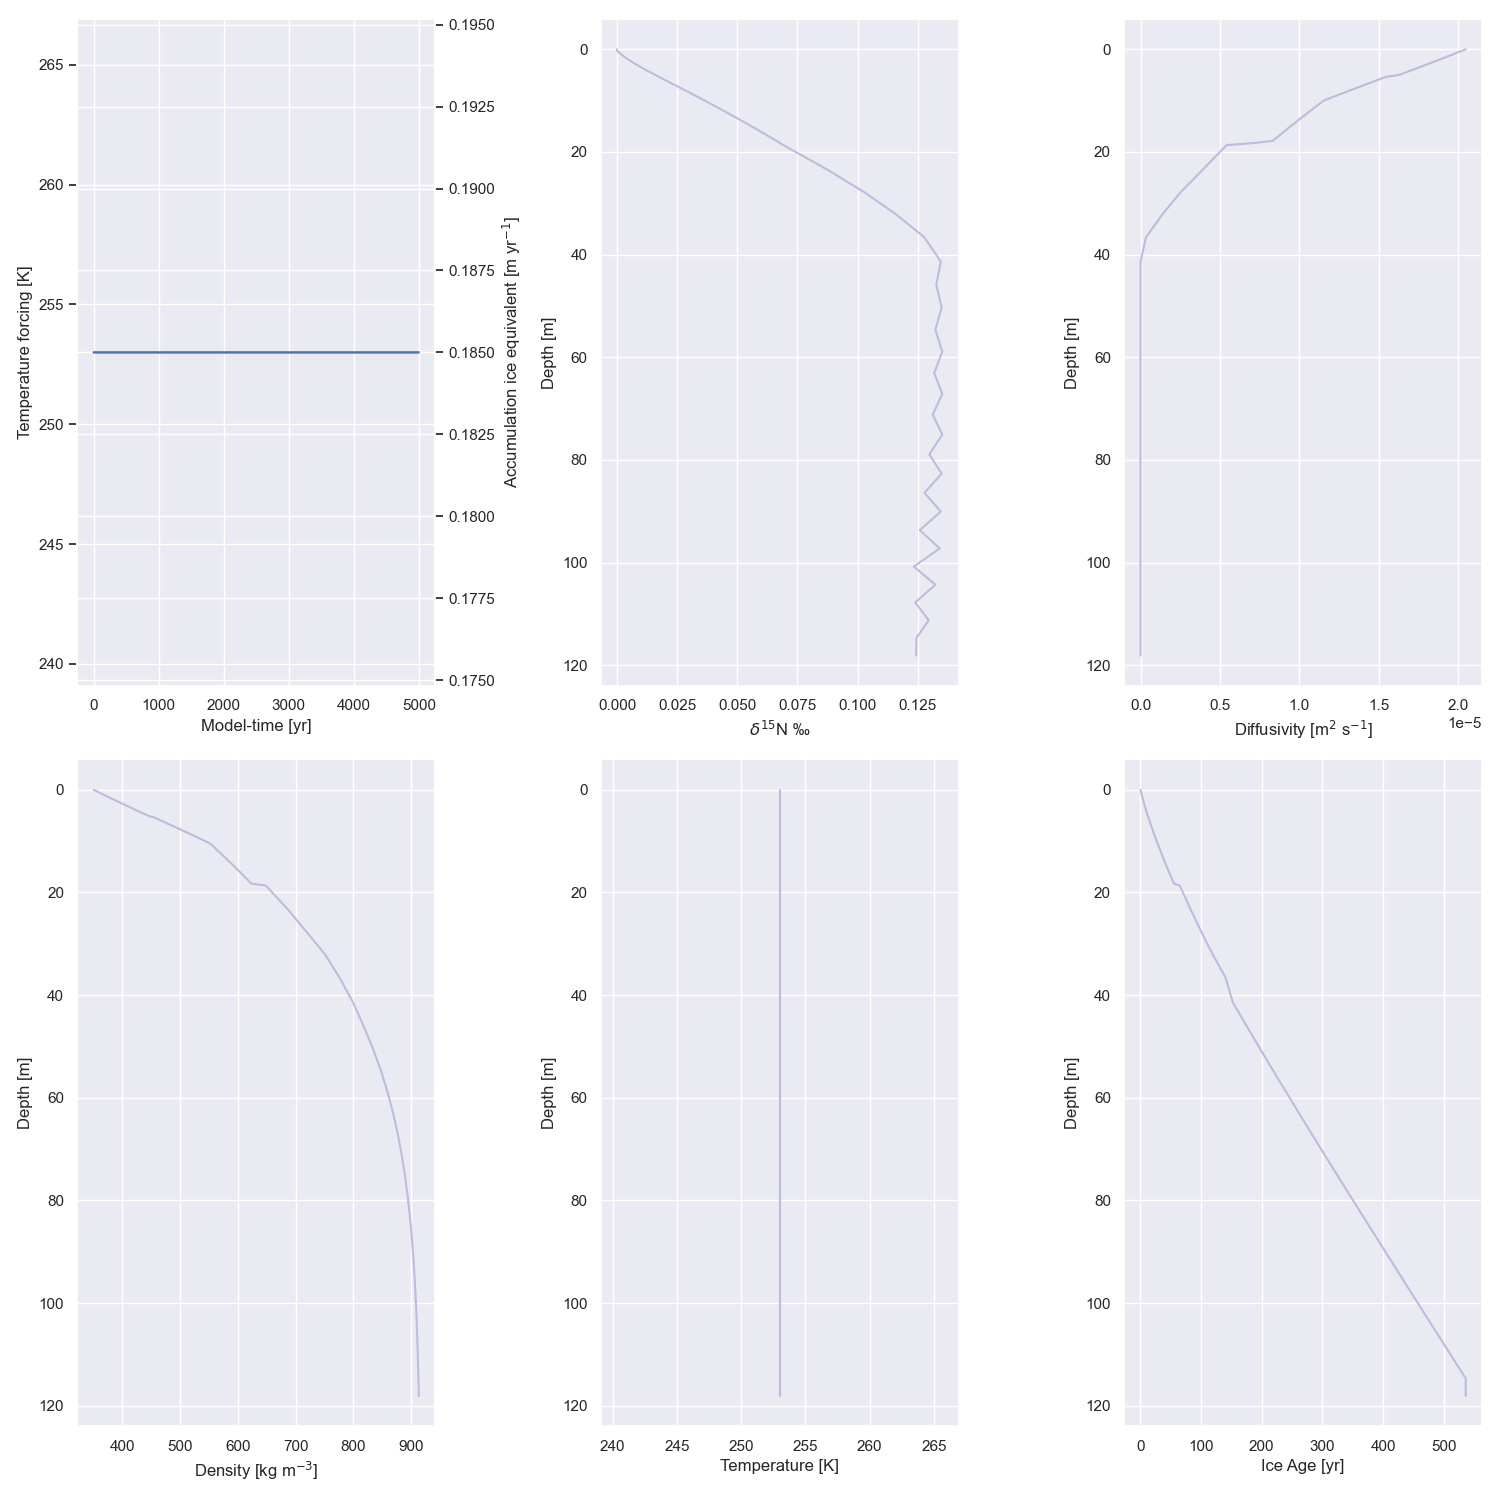 Temperature forcing [K]
265
260
255
250
245
240
0 1000 2000 3000 4000 5000
Model-time [yr]
0.1950
0.1925
0.1900
0.1875
0.1850
0.1825
0.1800
0.1775
0.1750
Accumulation ice equivalent [m yr⁻¹]
Depth [m]
0
20
40
60
80
100
120
0.000 0.025 0.050 0.075 0.100 0.125
δ¹⁵N ‰
Depth [m]
0
20
40
60
80
100
120
0.0 0.5 1.0 1.5 2.0
1e−5
Diffusivity [m² s⁻¹]
Depth [m]
0
20
40
60
80
100
120
400 500 600 700 800 900
Density [kg m⁻³]
Depth [m]
0
20
40
60
80
100
120
240 245 250 255 260 265
Temperature [K]
Depth [m]
0
20
40
60
80
100
120
0 100 200 300 400 500
Ice Age [yr]